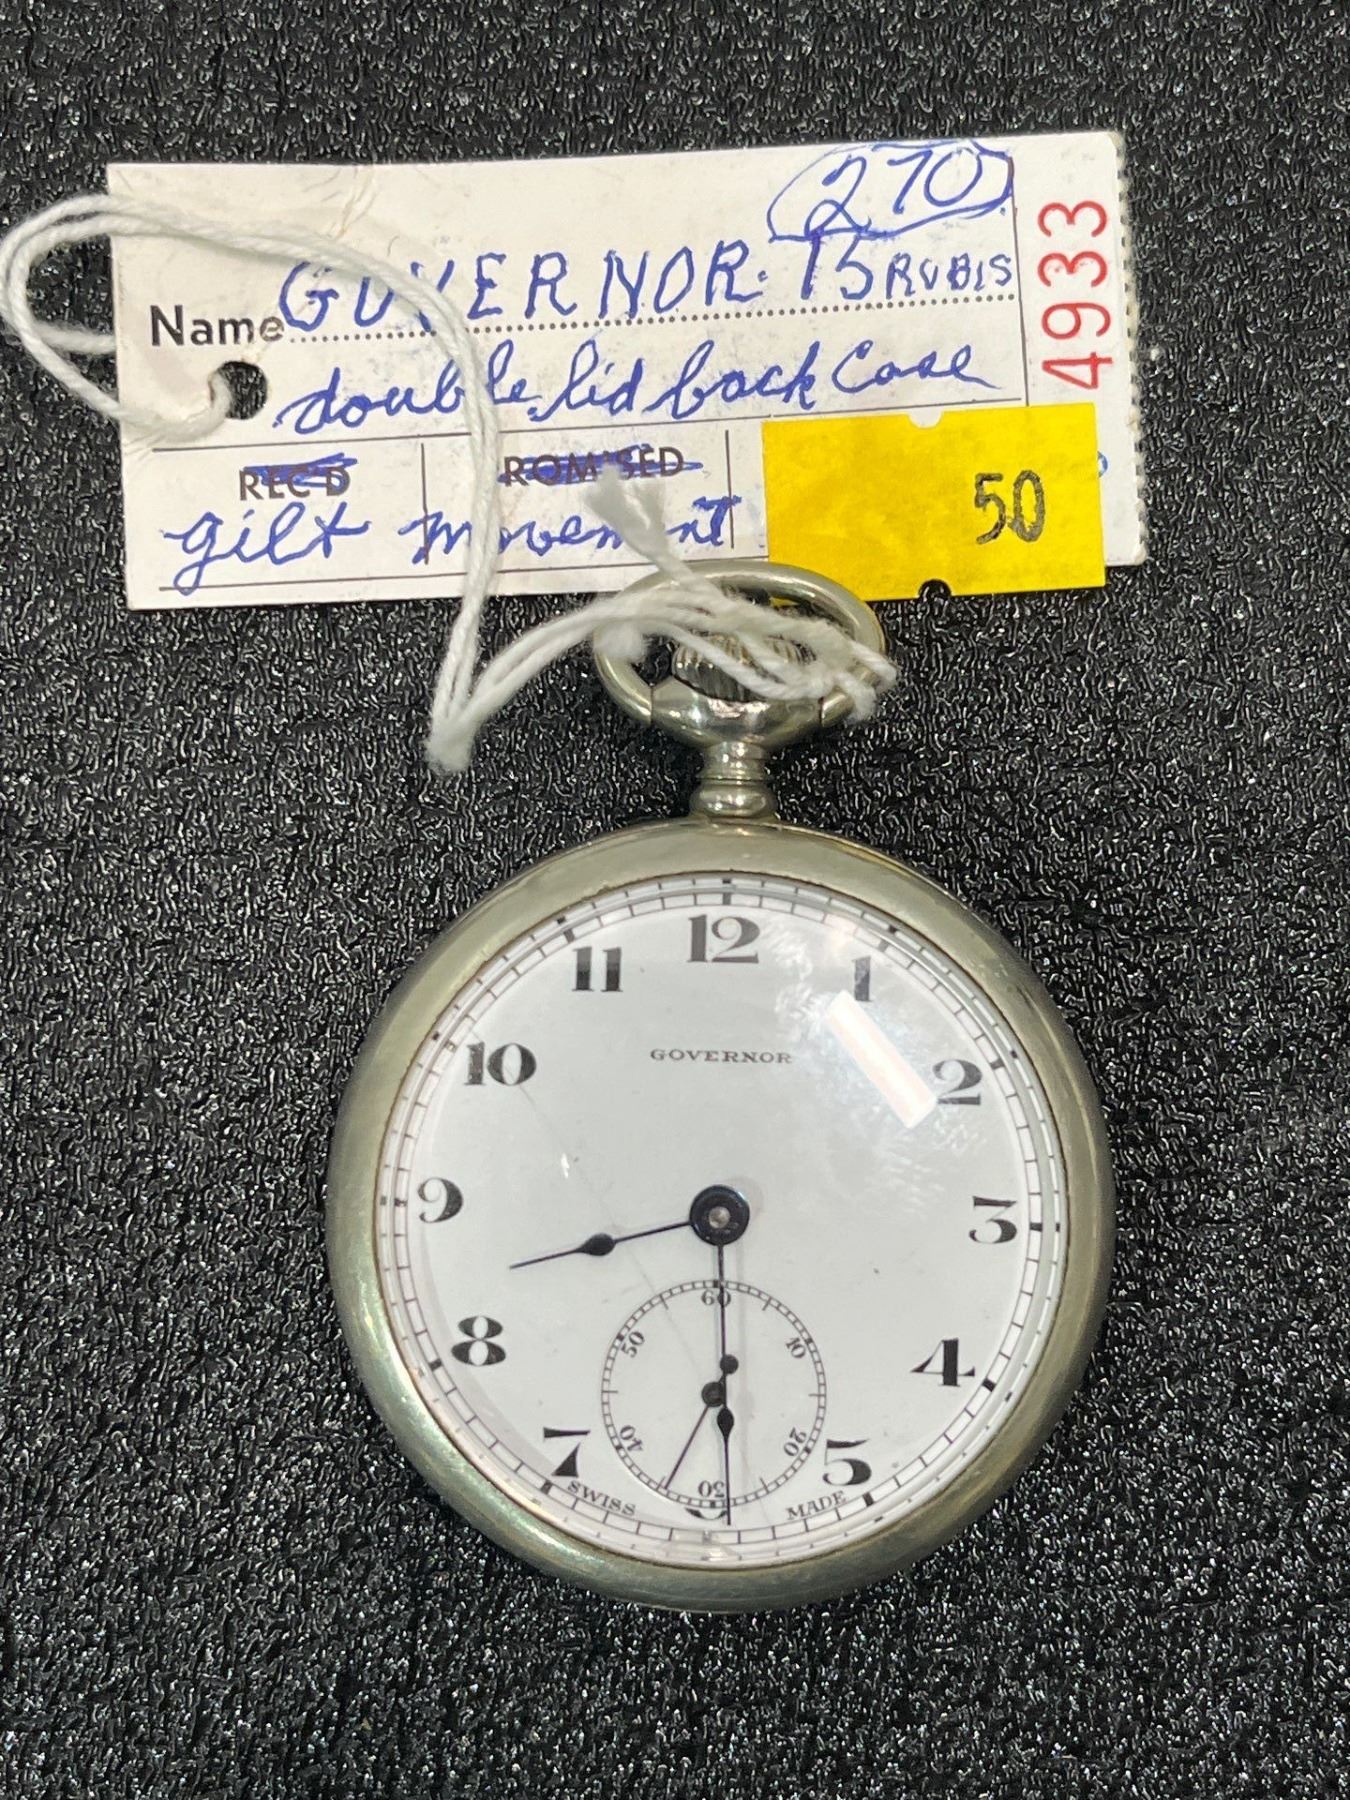 270
Name GOVERNOR. 15 RUBIS
4933
double lid back case
REC'D ROM'SED
50
gilt movement
12
11 1
10 2
GOVERNOR
9 3
8 4
7 5
60
50 10
40 20
30
SWISS MADE